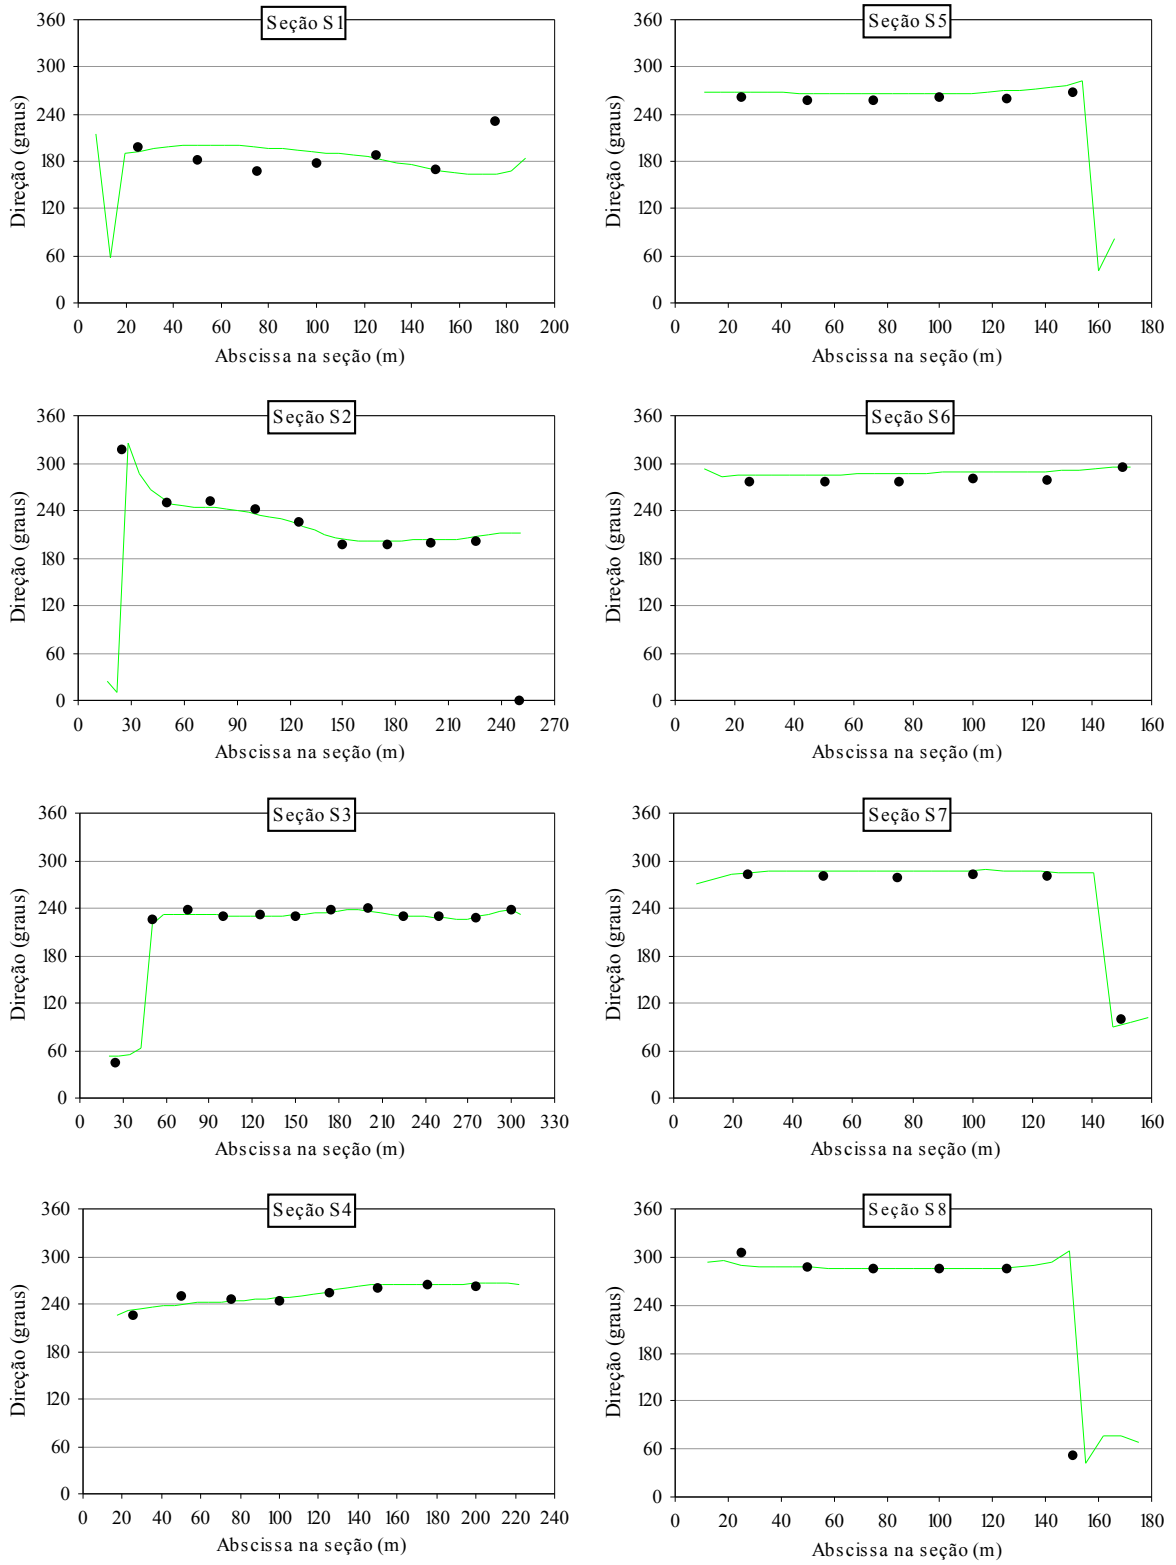 Seção S1
360
300
240
180
120
60
0
Direção (graus)
0 20 40 60 80 100 120 140 160 180 200
Abscissa na seção (m)
Seção S5
360
300
240
180
120
60
0
Direção (graus)
0 20 40 60 80 100 120 140 160 180
Abscissa na seção (m)
Seção S2
360
300
240
180
120
60
0
Direção (graus)
0 30 60 90 120 150 180 210 240 270
Abscissa na seção (m)
Seção S6
360
300
240
180
120
60
0
Direção (graus)
0 20 40 60 80 100 120 140 160
Abscissa na seção (m)
Seção S3
360
300
240
180
120
60
0
Direção (graus)
0 30 60 90 120 150 180 210 240 270 300 330
Abscissa na seção (m)
Seção S7
360
300
240
180
120
60
0
Direção (graus)
0 20 40 60 80 100 120 140 160
Abscissa na seção (m)
Seção S4
360
300
240
180
120
60
0
Direção (graus)
0 20 40 60 80 100 120 140 160 180 200 220 240
Abscissa na seção (m)
Seção S8
360
300
240
180
120
60
0
Direção (graus)
0 20 40 60 80 100 120 140 160 180
Abscissa na seção (m)